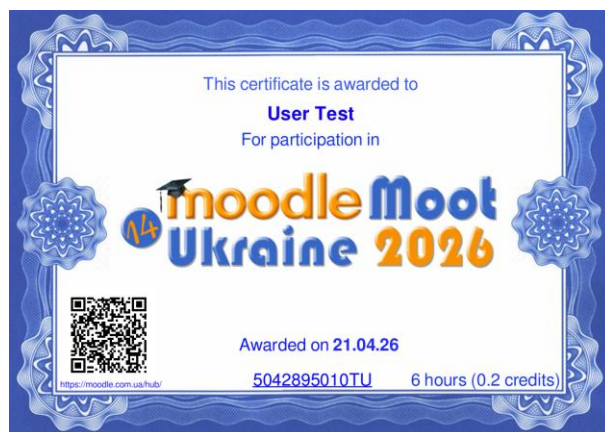 This certificate is awarded to
User Test
For participation in
14 moodle Moot
Ukraine 2026
Awarded on 21.04.26
https://moodle.com.ua/hub/
5042895010TU
6 hours (0.2 credits)